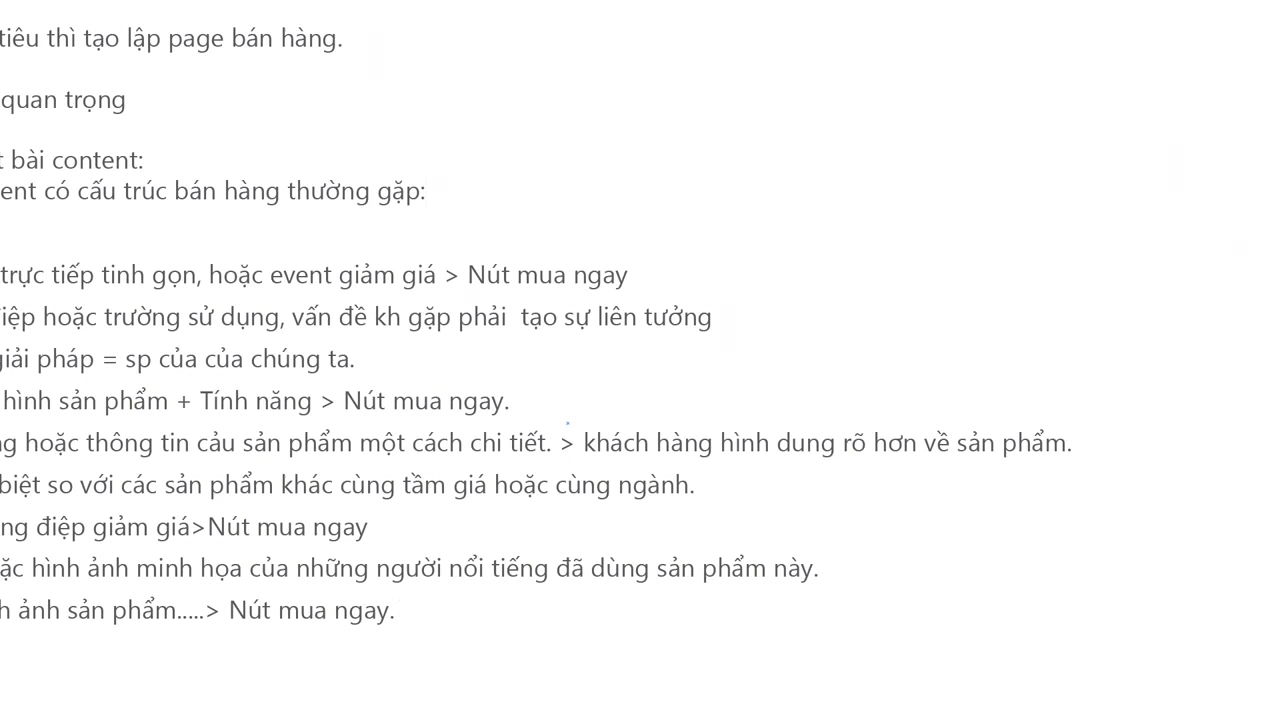 tiêu thì tạo lập page bán hàng.
quan trọng
bài content:
có cấu trúc bán hàng thường gặp:
trực tiếp tinh gọn, hoặc event giảm giá > Nút mua ngay
hoặc trường sử dụng, vấn đề kh gặp phải tạo sự liên tưởng
giải pháp = sp của của chúng ta.
hình sản phẩm + Tính năng > Nút mua ngay.
hoặc thông tin cảu sản phẩm một cách chi tiết. > khách hàng hình dung rõ hơn về sản phẩm.
biệt so với các sản phẩm khác cùng tầm giá hoặc cùng ngành.
điệp giảm giá>Nút mua ngay
hình ảnh minh họa của những người nổi tiếng đã dùng sản phẩm này.
ảnh sản phẩm.....> Nút mua ngay.